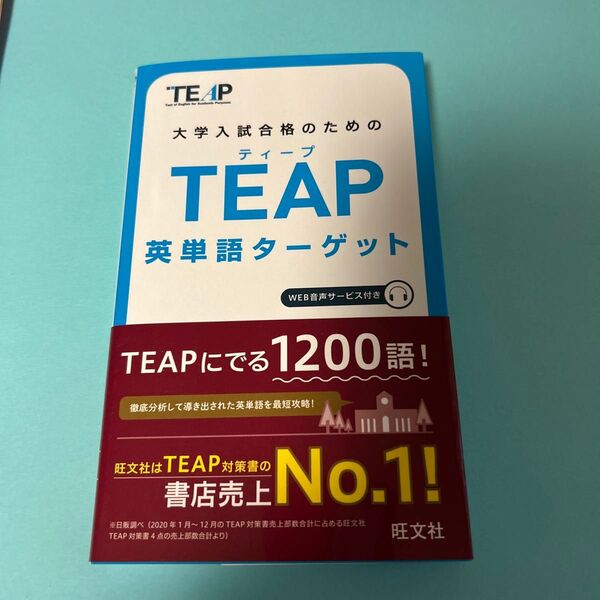 TEAP
Test of English for Academic Purposes
大学入試合格のための
ティープ
TEAP
英単語ターゲット
WEB音声サービス付き
TEAPにでる1200語!
徹底分析して導き出された英単語を最短攻略!
旺文社はTEAP対策書の
書店売上No.1!
※日販調べ(2020年1月〜12月のTEAP対策書売上部数合計に占める旺文社
TEAP対策書4点の売上部数合計より)
旺文社